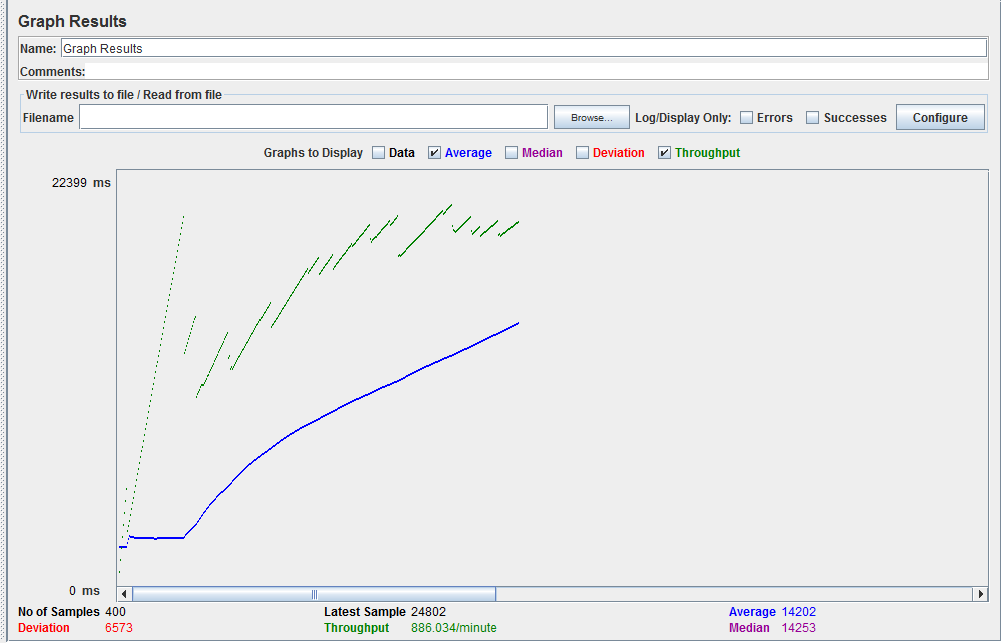 Graph Results
Name: Graph Results
Comments:
Write results to file / Read from file
Filename Browse... Log/Display Only: Errors Successes Configure
Graphs to Display Data Average Median Deviation Throughput
22399 ms
0 ms
No of Samples 400 Latest Sample 24802 Average 14202
Deviation 6573 Throughput 886.034/minute Median 14253